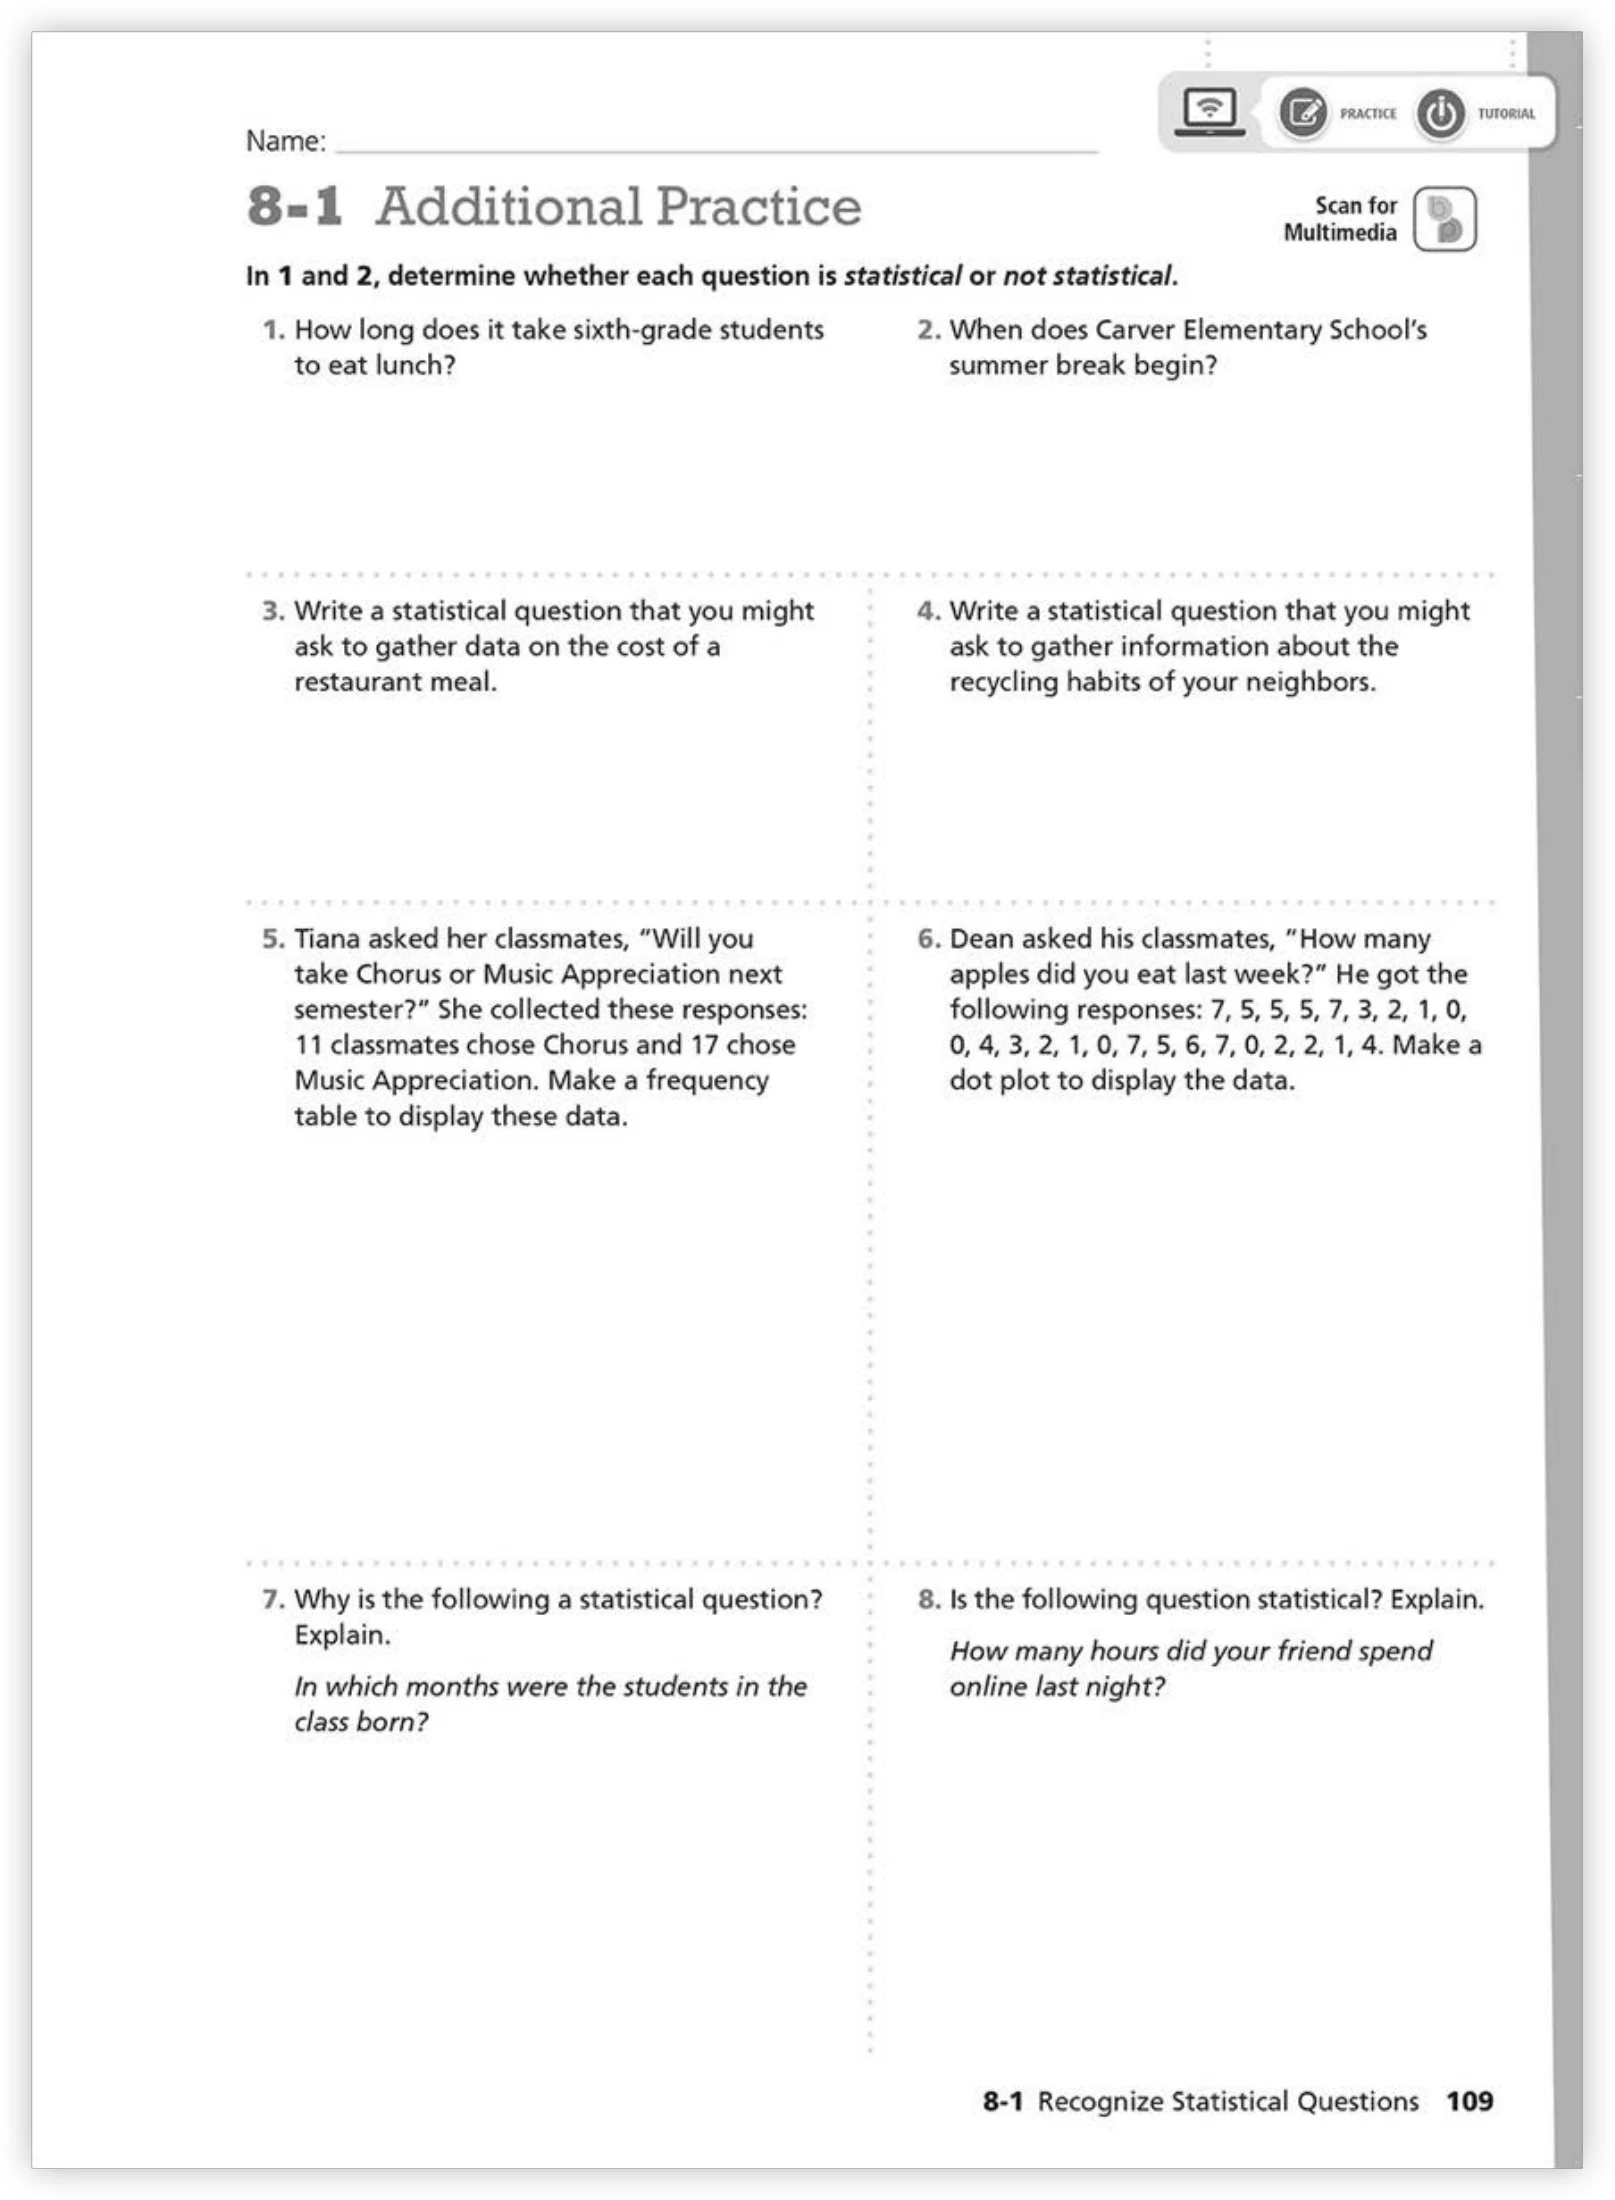 PRACTICE TUTORIAL
Name:
8-1 Additional Practice
Scan for
Multimedia
In 1 and 2, determine whether each question is statistical or not statistical.
1. How long does it take sixth-grade students
to eat lunch?
2. When does Carver Elementary School’s
summer break begin?
3. Write a statistical question that you might
ask to gather data on the cost of a
restaurant meal.
4. Write a statistical question that you might
ask to gather information about the
recycling habits of your neighbors.
5. Tiana asked her classmates, “Will you
take Chorus or Music Appreciation next
semester?” She collected these responses:
11 classmates chose Chorus and 17 chose
Music Appreciation. Make a frequency
table to display these data.
6. Dean asked his classmates, “How many
apples did you eat last week?” He got the
following responses: 7, 5, 5, 5, 7, 3, 2, 1, 0,
0, 4, 3, 2, 1, 0, 7, 5, 6, 7, 0, 2, 2, 1, 4. Make a
dot plot to display the data.
7. Why is the following a statistical question?
Explain.
In which months were the students in the
class born?
8. Is the following question statistical? Explain.
How many hours did your friend spend
online last night?
8-1 Recognize Statistical Questions 109